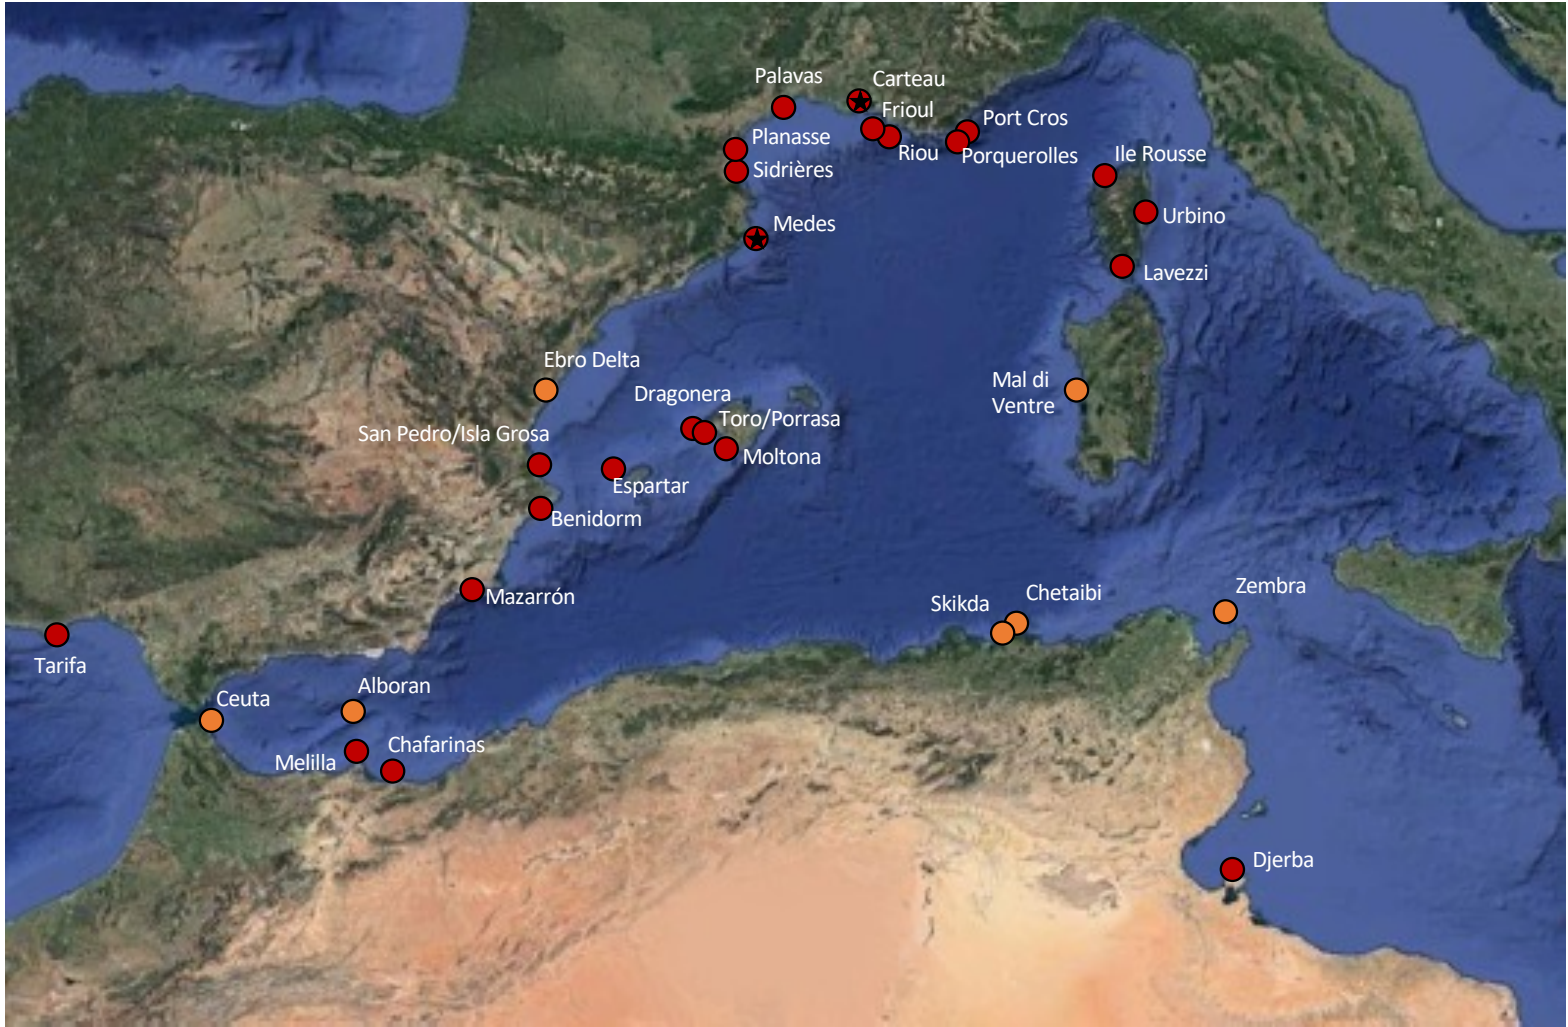 Palavas
Carteau
Frioul
Port Cros
Planasse
Riou
Porquerolles
Ile Rousse
Sidrières
Urbino
Medes
Lavezzi
Ebro Delta
Dragonera
Mal di
Ventre
Toro/Porrasa
San Pedro/Isla Grosa
Moltona
Espartar
Benidorm
Mazarrón
Skikda
Chetaibi
Zembra
Tarifa
Ceuta
Alboran
Melilla
Chafarinas
Djerba